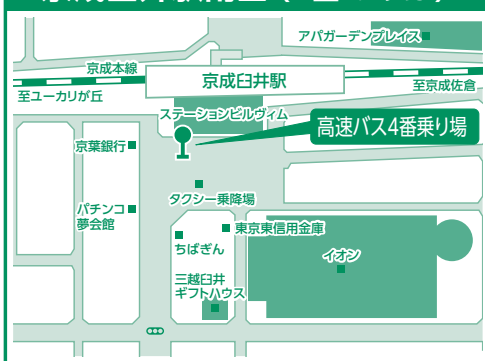 アパガーデンプレイス
京成本線
京成臼井駅
至ユーカリが丘
至京成佐倉
ステーションビルヴィム
高速バス4番乗り場
京葉銀行
タクシー乗降場
パチンコ
夢会館
東京東信用金庫
ちばぎん
イオン
三越臼井
ギフトハウス